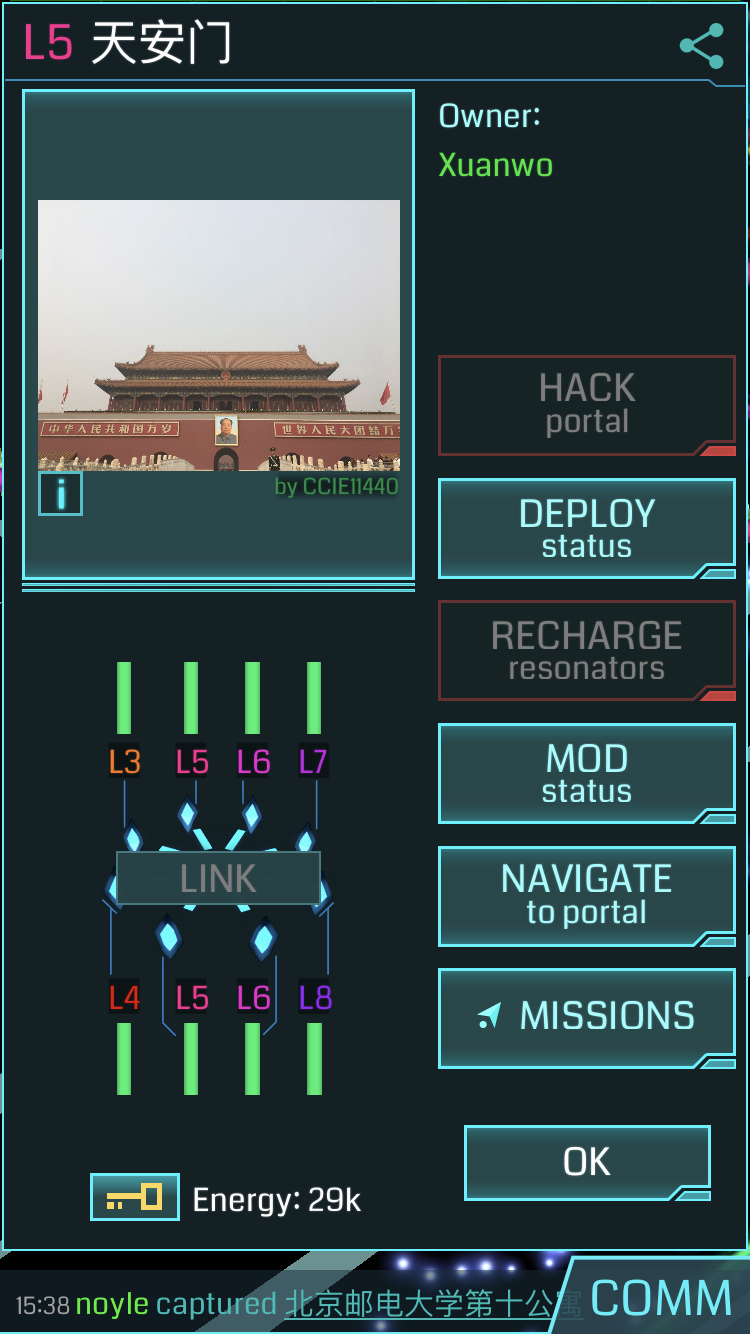 L5 天安门
Owner:
Xuanwo
中华人民共和国万岁
世界人民大团结万
by CCIE11440
i
HACK
portal
DEPLOY
status
RECHARGE
resonators
MOD
status
NAVIGATE
to portal
MISSIONS
OK
L3 L5 L6 L7
LINK
L4 L5 L6 L8
Energy: 29k
15:38 noyle captured 北京邮电大学第十公寓
COMM